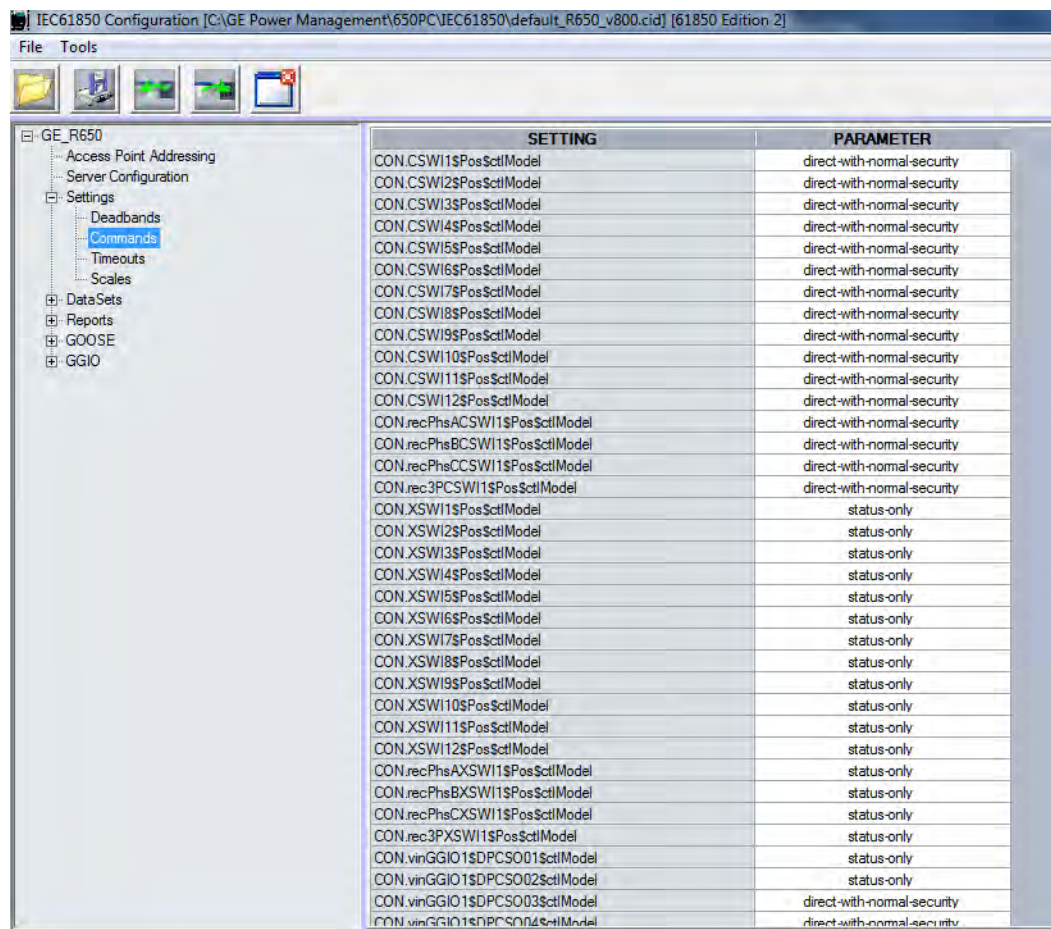 IEC61850 Configuration [C:\GE Power Management\650PC\IEC61850\default_R650_v800.cid] [61850 Edition 2]
File Tools
GE_R650
Access Point Addressing
Server Configuration
Settings
Deadbands
Commands
Timeouts
Scales
DataSets
Reports
GOOSE
GGIO
SETTING PARAMETER
CON.CSWI1$Pos$ctlModel direct-with-normal-security
CON.CSWI2$Pos$ctlModel direct-with-normal-security
CON.CSWI3$Pos$ctlModel direct-with-normal-security
CON.CSWI4$Pos$ctlModel direct-with-normal-security
CON.CSWI5$Pos$ctlModel direct-with-normal-security
CON.CSWI6$Pos$ctlModel direct-with-normal-security
CON.CSWI7$Pos$ctlModel direct-with-normal-security
CON.CSWI8$Pos$ctlModel direct-with-normal-security
CON.CSWI9$Pos$ctlModel direct-with-normal-security
CON.CSWI10$Pos$ctlModel direct-with-normal-security
CON.CSWI11$Pos$ctlModel direct-with-normal-security
CON.CSWI12$Pos$ctlModel direct-with-normal-security
CON.recPhsACSWI1$Pos$ctlModel direct-with-normal-security
CON.recPhsBCSWI1$Pos$ctlModel direct-with-normal-security
CON.recPhsCCSWI1$Pos$ctlModel direct-with-normal-security
CON.rec3PCSWI1$Pos$ctlModel direct-with-normal-security
CON.XSWI1$Pos$ctlModel status-only
CON.XSWI2$Pos$ctlModel status-only
CON.XSWI3$Pos$ctlModel status-only
CON.XSWI4$Pos$ctlModel status-only
CON.XSWI5$Pos$ctlModel status-only
CON.XSWI6$Pos$ctlModel status-only
CON.XSWI7$Pos$ctlModel status-only
CON.XSWI8$Pos$ctlModel status-only
CON.XSWI9$Pos$ctlModel status-only
CON.XSWI10$Pos$ctlModel status-only
CON.XSWI11$Pos$ctlModel status-only
CON.XSWI12$Pos$ctlModel status-only
CON.recPhsAXSWI1$Pos$ctlModel status-only
CON.recPhsBXSWI1$Pos$ctlModel status-only
CON.recPhsCXSWI1$Pos$ctlModel status-only
CON.rec3PXSWI1$Pos$ctlModel status-only
CON.vinGGIO1$DPCSO01$ctlModel status-only
CON.vinGGIO1$DPCSO02$ctlModel status-only
CON.vinGGIO1$DPCSO03$ctlModel direct-with-normal-security
CON.vinGGIO1$DPCSO04$ctlModel direct-with-normal-security